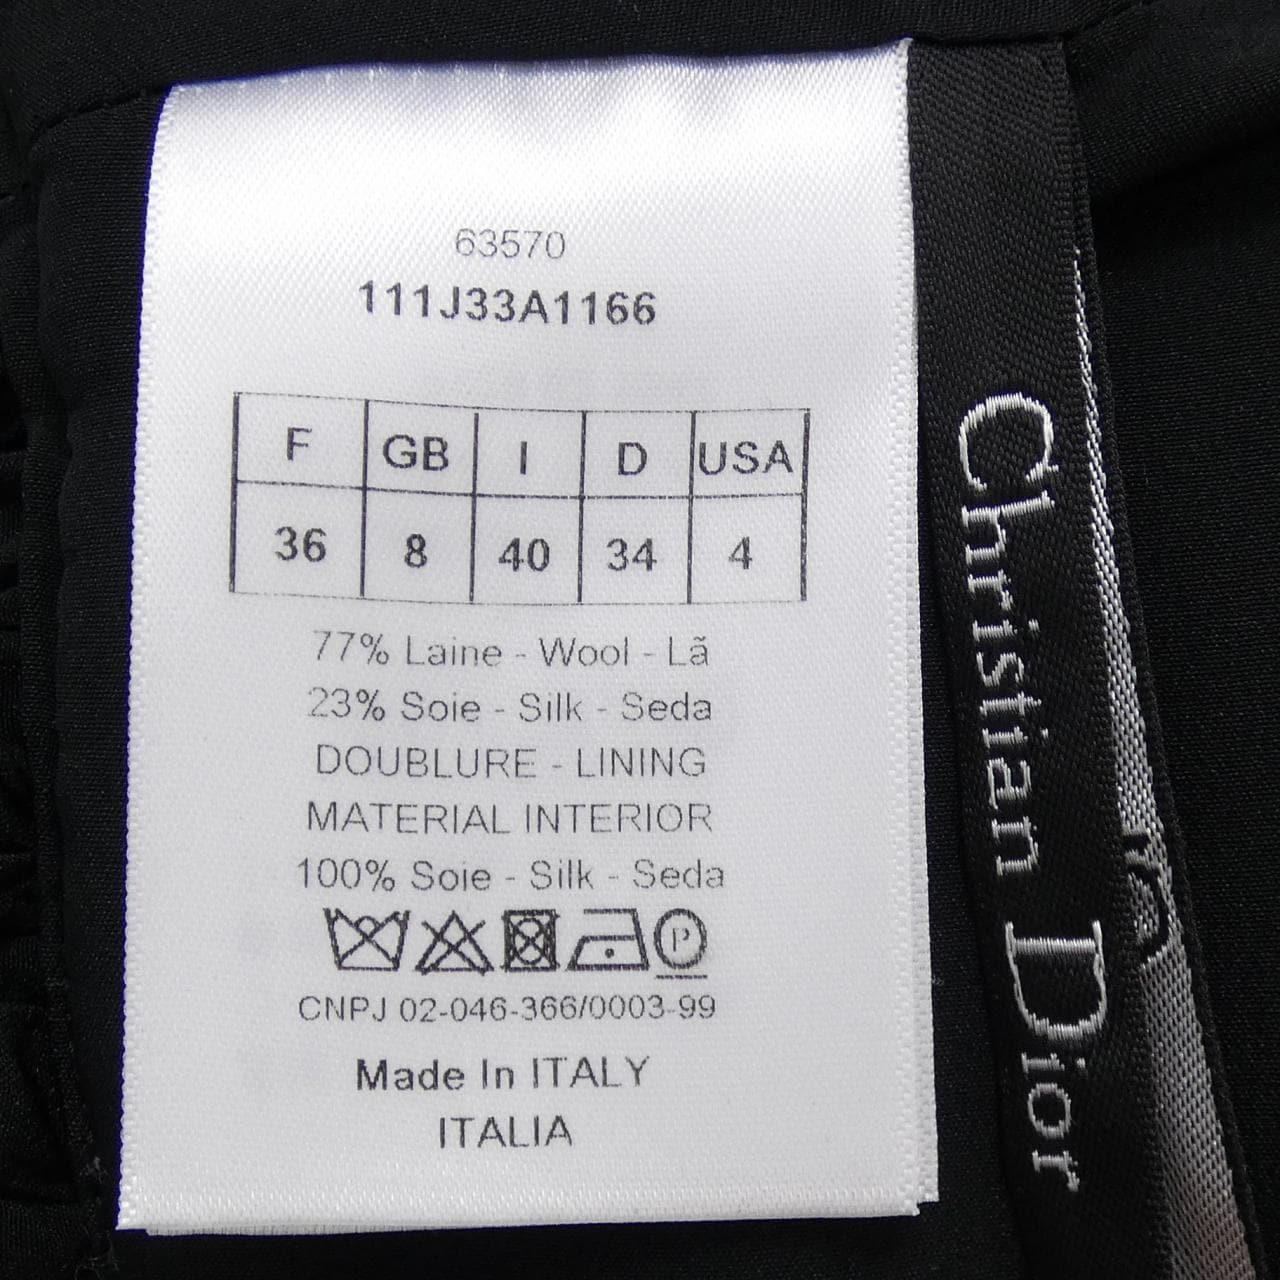 63570
111J33A1166
F GB I D USA
36 8 40 34 4
77% Laine - Wool - Lã
23% Soie - Silk - Seda
DOUBLURE - LINING
MATERIAL INTERIOR
100% Soie - Silk - Seda
P
CNPJ 02-046-366/0003-99
Made In ITALY
ITALIA
Christian Dior